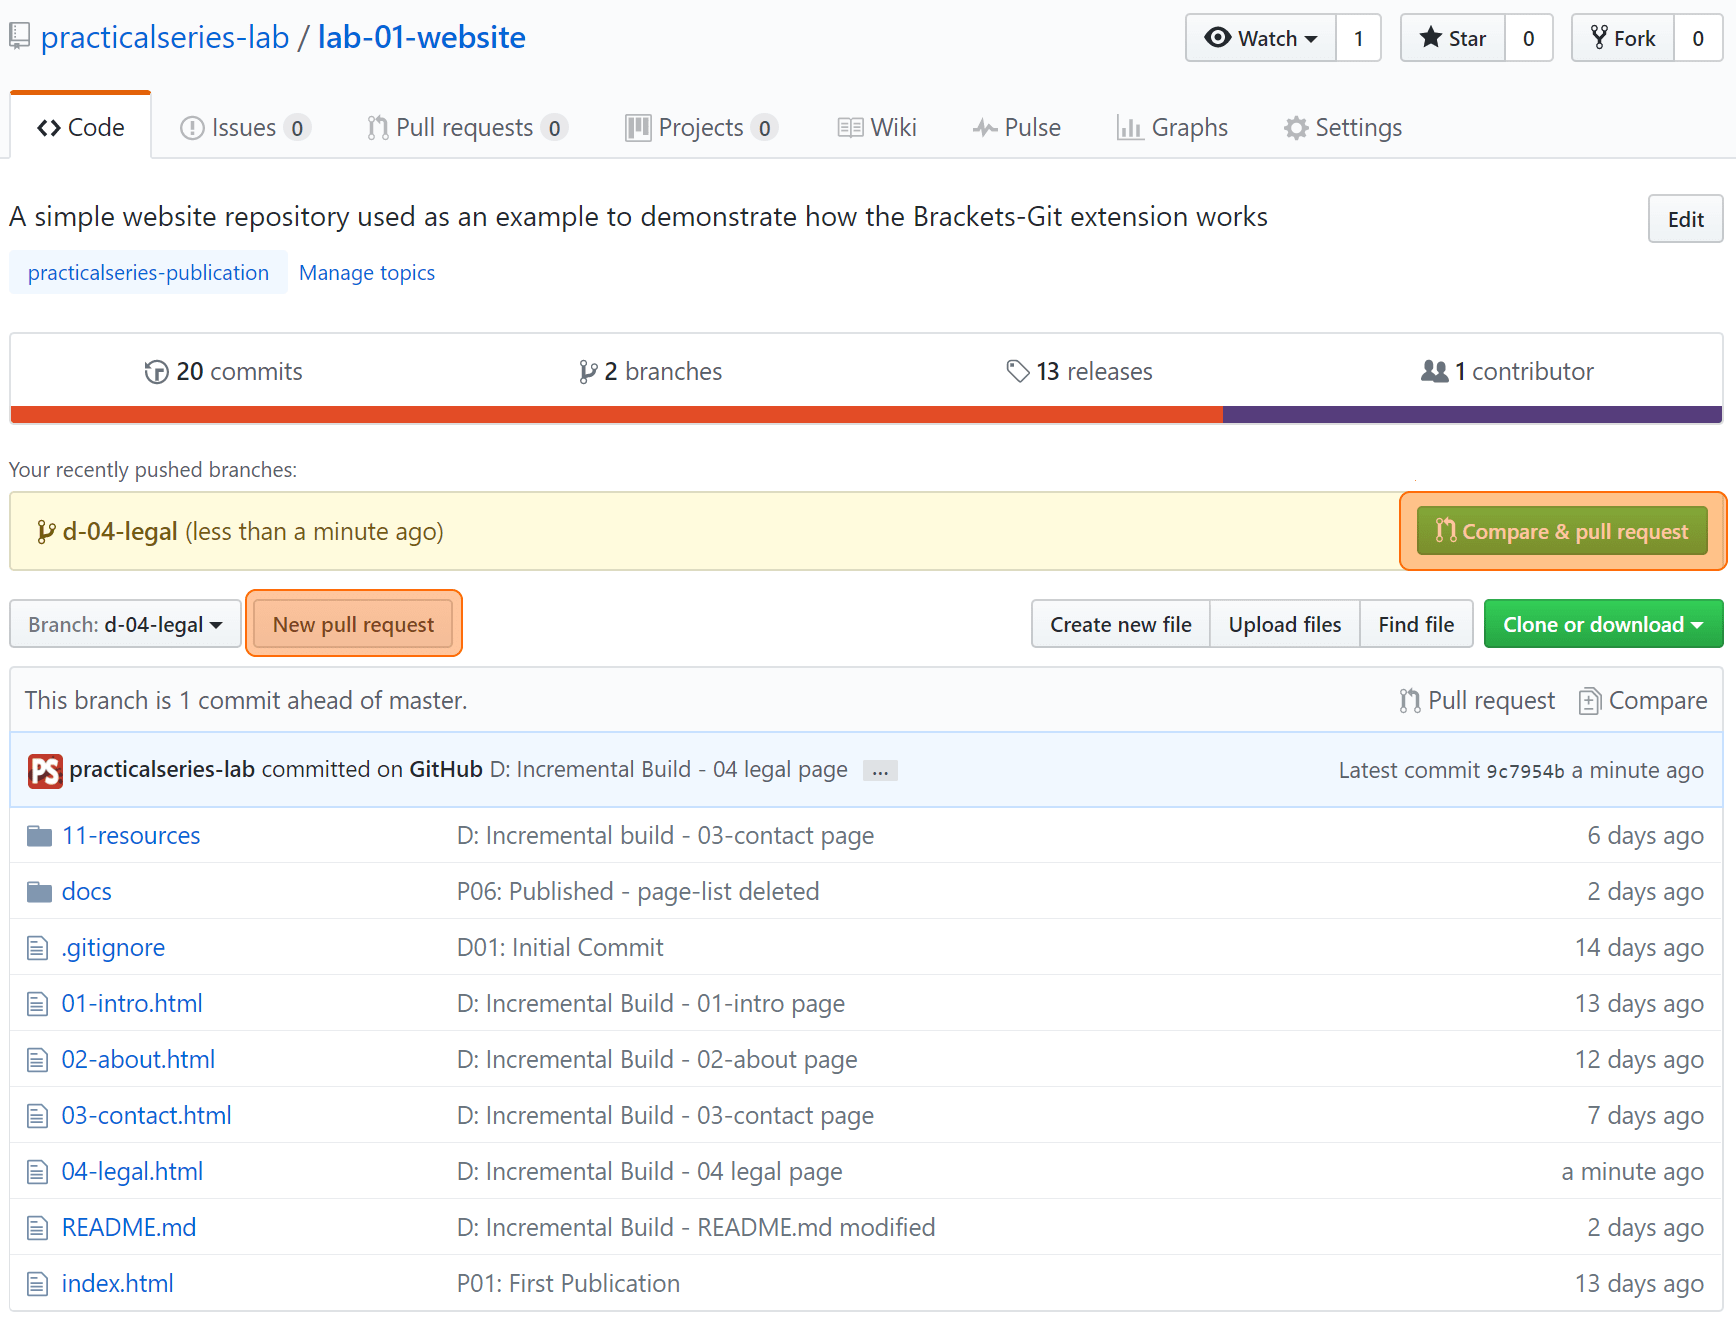 practicalseries-lab / lab-01-website Watch 1 Star 0 Fork 0
Code Issues 0 Pull requests 0 Projects 0 Wiki Pulse Graphs Settings
A simple website repository used as an example to demonstrate how the Brackets-Git extension works Edit
practicalseries-publication Manage topics
20 commits 2 branches 13 releases 1 contributor
Your recently pushed branches:
d-04-legal (less than a minute ago) Compare & pull request
Branch: d-04-legal New pull request Create new file Upload files Find file Clone or download
This branch is 1 commit ahead of master. Pull request Compare
PS practicalseries-lab committed on GitHub D: Incremental Build - 04 legal page ... Latest commit 9c7954b a minute ago
11-resources D: Incremental build - 03-contact page 6 days ago
docs P06: Published - page-list deleted 2 days ago
.gitignore D01: Initial Commit 14 days ago
01-intro.html D: Incremental Build - 01-intro page 13 days ago
02-about.html D: Incremental Build - 02-about page 12 days ago
03-contact.html D: Incremental Build - 03-contact page 7 days ago
04-legal.html D: Incremental Build - 04 legal page a minute ago
README.md D: Incremental Build - README.md modified 2 days ago
index.html P01: First Publication 13 days ago